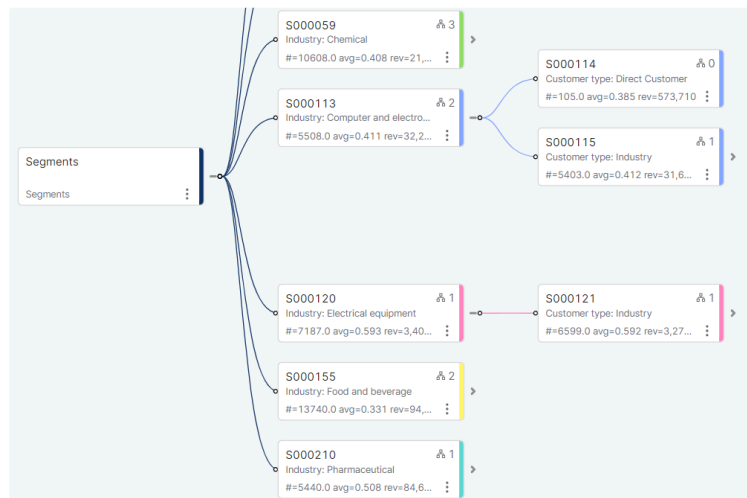 Segments
Segments
S000059
3
Industry: Chemical
#=10608.0 avg=0.408 rev=21,...
S000113
2
Industry: Computer and electro...
#=5508.0 avg=0.411 rev=32,2...
S000114
0
Customer type: Direct Customer
#=105.0 avg=0.385 rev=573,710
S000115
1
Customer type: Industry
#=5403.0 avg=0.412 rev=31,6...
S000120
1
Industry: Electrical equipment
#=7187.0 avg=0.593 rev=3,40...
S000121
1
Customer type: Industry
#=6599.0 avg=0.592 rev=3,27...
S000155
2
Industry: Food and beverage
#=13740.0 avg=0.331 rev=94,...
S000210
1
Industry: Pharmaceutical
#=5440.0 avg=0.508 rev=84,6...